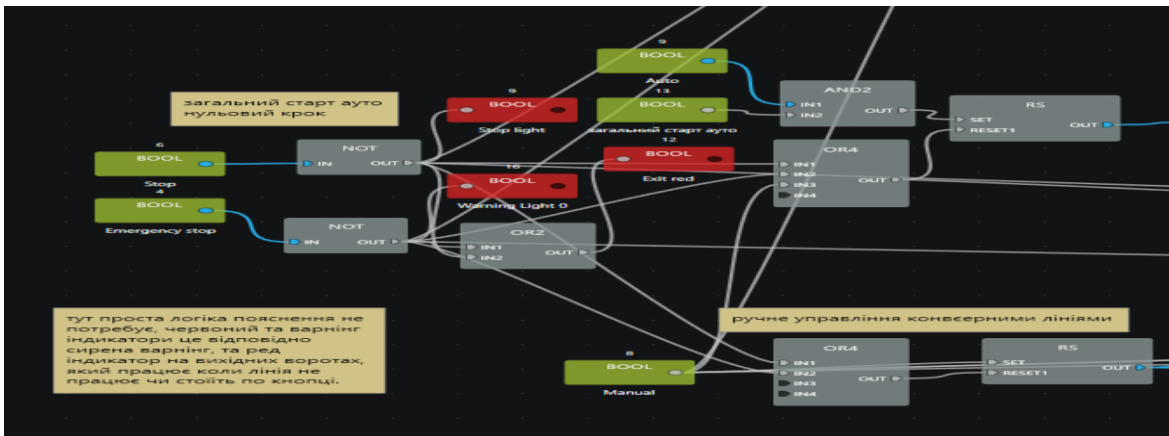 9
BOOL
Auto
13
BOOL
загальний старт ауто
12
BOOL
Exit red
9
BOOL
Stop light
16
BOOL
Warning Light 0
загальний старт ауто
нульовий крок
6
BOOL
Stop
4
BOOL
Emergency stop
NOT
IN
OUT
NOT
IN
OUT
OR2
IN1
IN2
OUT
AND2
IN1
IN2
OUT
OR4
IN1
IN2
IN3
IN4
OUT
RS
SET
RESET1
OUT
тут проста логіка пояснення не
потребує, червоний та варнінг
індикатори це відповідно
сирена варнінг, та ред
індикатор на вихідних воротах,
який працює коли лінія не
працює чи стоїть по кнопці.
ручне управління конвєєрними лініями
8
BOOL
Manual
OR4
IN1
IN2
IN3
IN4
OUT
RS
SET
RESET1
OUT